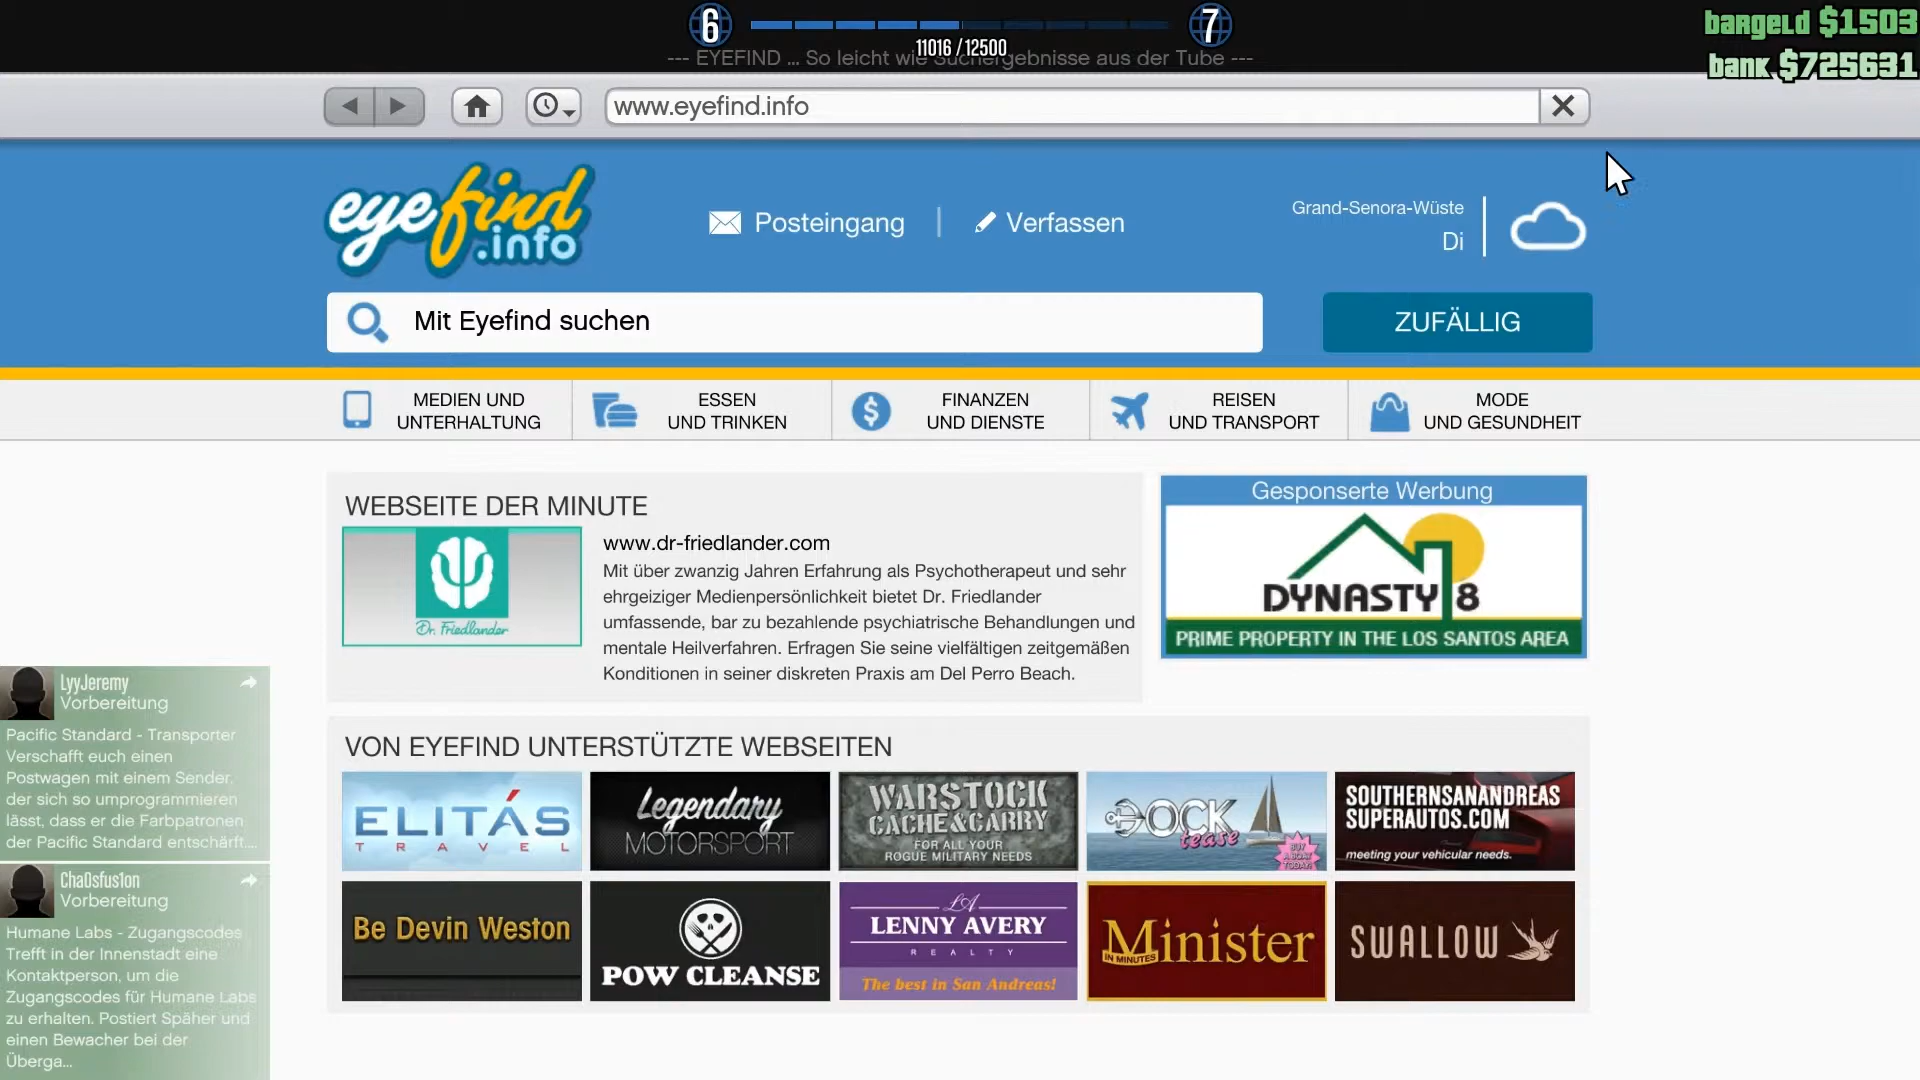 6
7
11016 / 12500
--- EYEFIND ... So leicht wie Suchergebnisse aus der Tube ---
bargeld $1503
bank $725631
www.eyefind.info
eyefind.info
Posteingang
Verfassen
Grand-Senora-Wüste
Di
Mit Eyefind suchen
ZUFÄLLIG
MEDIEN UND
UNTERHALTUNG
ESSEN
UND TRINKEN
FINANZEN
UND DIENSTE
REISEN
UND TRANSPORT
MODE
UND GESUNDHEIT
WEBSEITE DER MINUTE
Dr. Friedlander
www.dr-friedlander.com
Mit über zwanzig Jahren Erfahrung als Psychotherapeut und sehr
ehrgeiziger Medienpersönlichkeit bietet Dr. Friedlander
umfassende, bar zu bezahlende psychiatrische Behandlungen und
mentale Heilverfahren. Erfragen Sie seine vielfältigen zeitgemäßen
Konditionen in seiner diskreten Praxis am Del Perro Beach.
Gesponserte Werbung
DYNASTY 8
PRIME PROPERTY IN THE LOS SANTOS AREA
LyyJeremy
Vorbereitung
Pacific Standard - Transporter
Verschafft euch einen
Postwagen mit einem Sender,
der sich so umprogrammieren
lässt, dass er die Farbpatronen
der Pacific Standard entschärft....
Cha0sfus1on
Vorbereitung
Humane Labs - Zugangscodes
Trefft in der Innenstadt eine
Kontaktperson, um die
Zugangscodes für Humane Labs
zu erhalten. Postiert Späher und
einen Bewacher bei der
Überga...
VON EYEFIND UNTERSTÜTZTE WEBSEITEN
ELITÁS
TRAVEL
Legendary
MOTORSPORT
WARSTOCK
CACHE&CARRY
FOR ALL YOUR
ROGUE MILITARY NEEDS
DOCK
tease
BUY
A BOAT
TODAY!
SOUTHERNSANANDREAS
SUPERAUTOS.COM
meeting your vehicular needs.
Be Devin Weston
POW CLEANSE
LA
LENNY AVERY
REALTY
The best in San Andreas!
Minister
IN MINUTES
SWALLOW